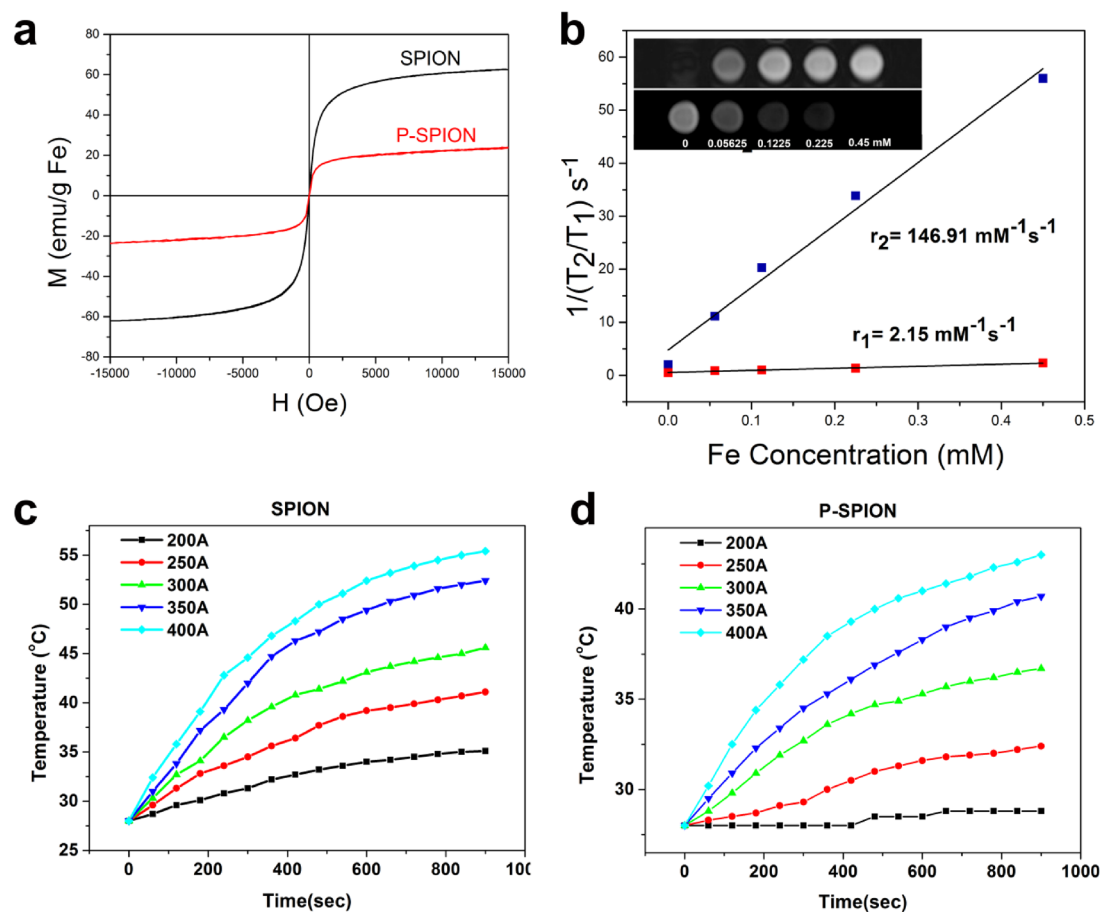 a
SPION
P-SPION
M (emu/g Fe)
80
60
40
20
0
-20
-40
-60
-80
-15000 -10000 -5000 0 5000 10000 15000
H (Oe)
b
0 0.05625 0.1225 0.225 0.45 mM
r2= 146.91 mM-1s-1
r1= 2.15 mM-1s-1
1/(T2/T1) s-1
60
50
40
30
20
10
0
0.0 0.1 0.2 0.3 0.4 0.5
Fe Concentration (mM)
c
SPION
200A
250A
300A
350A
400A
Temperature (oC)
55
50
45
40
35
30
25
0 200 400 600 800 100
Time(sec)
d
P-SPION
200A
250A
300A
350A
400A
Temperature (oC)
40
35
30
0 200 400 600 800 1000
Time(sec)